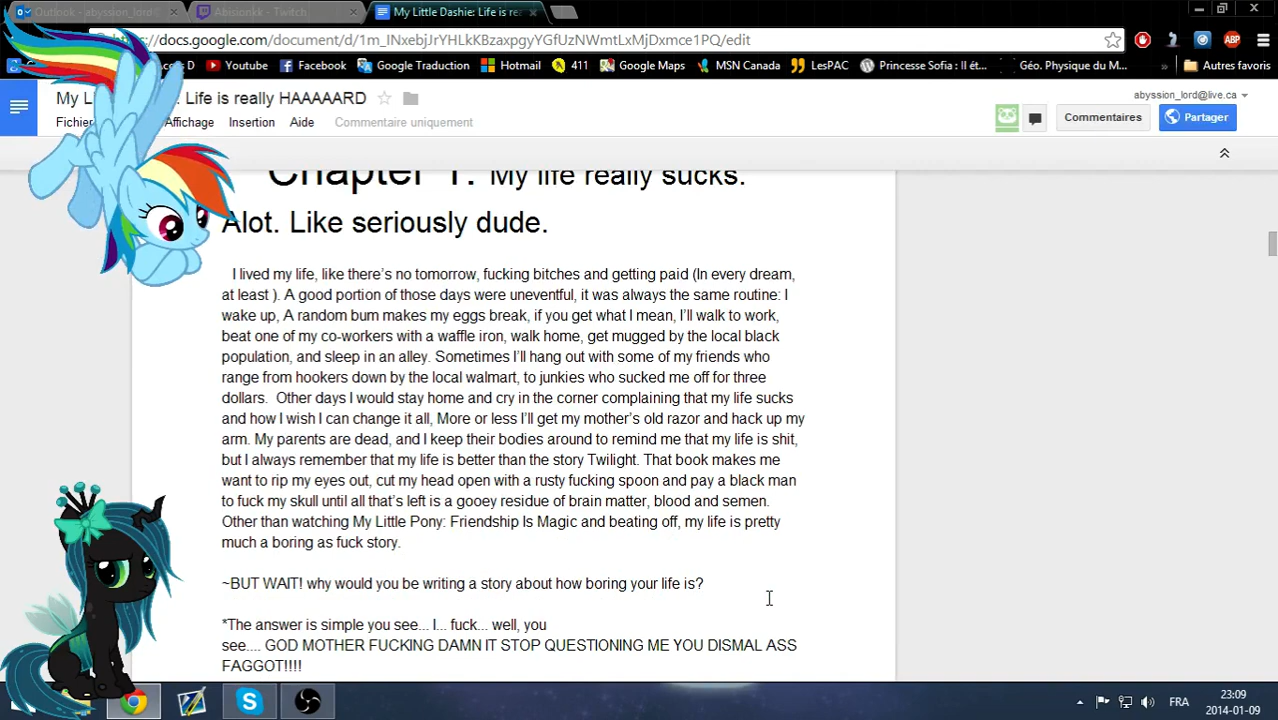 Outlook - abyssion_lord
Abisionkk - Twitch
My Little Dashie: Life is rea
https://docs.google.com/document/d/1m_INxebjJrYHLkKBzaxpgyYGfUzNWmtLxMjDxmce1PQ/edit
ABP
Youtube
Facebook
Google Traduction
Hotmail
411
Google Maps
MSN Canada
LesPAC
Princesse Sofia : Il ét...
Géo. Physique du M...
»
Autres favoris
Life is really HAAAAARD
abyssion_lord@live.ca
Fichier
Affichage
Insertion
Aide
Commentaire uniquement
Commentaires
Partager
Chapter 1: My life really sucks.
Alot. Like seriously dude.
I lived my life, like there's no tomorrow, fucking bitches and getting paid (In every dream,
at least ). A good portion of those days were uneventful, it was always the same routine: I
wake up, A random bum makes my eggs break, if you get what I mean, I'll walk to work,
beat one of my co-workers with a waffle iron, walk home, get mugged by the local black
population, and sleep in an alley. Sometimes I'll hang out with some of my friends who
range from hookers down by the local walmart, to junkies who sucked me off for three
dollars.  Other days I would stay home and cry in the corner complaining that my life sucks
and how I wish I can change it all, More or less I'll get my mother's old razor and hack up my
arm. My parents are dead, and I keep their bodies around to remind me that my life is shit,
but I always remember that my life is better than the story Twilight. That book makes me
want to rip my eyes out, cut my head open with a rusty fucking spoon and pay a black man
to fuck my skull until all that's left is a gooey residue of brain matter, blood and semen.
Other than watching My Little Pony: Friendship Is Magic and beating off, my life is pretty
much a boring as fuck story.
~BUT WAIT! why would you be writing a story about how boring your life is?
*The answer is simple you see... I... fuck... well, you
see.... GOD MOTHER FUCKING DAMN IT STOP QUESTIONING ME YOU DISMAL ASS
FAGGOT!!!!
FRA
23:09
2014-01-09